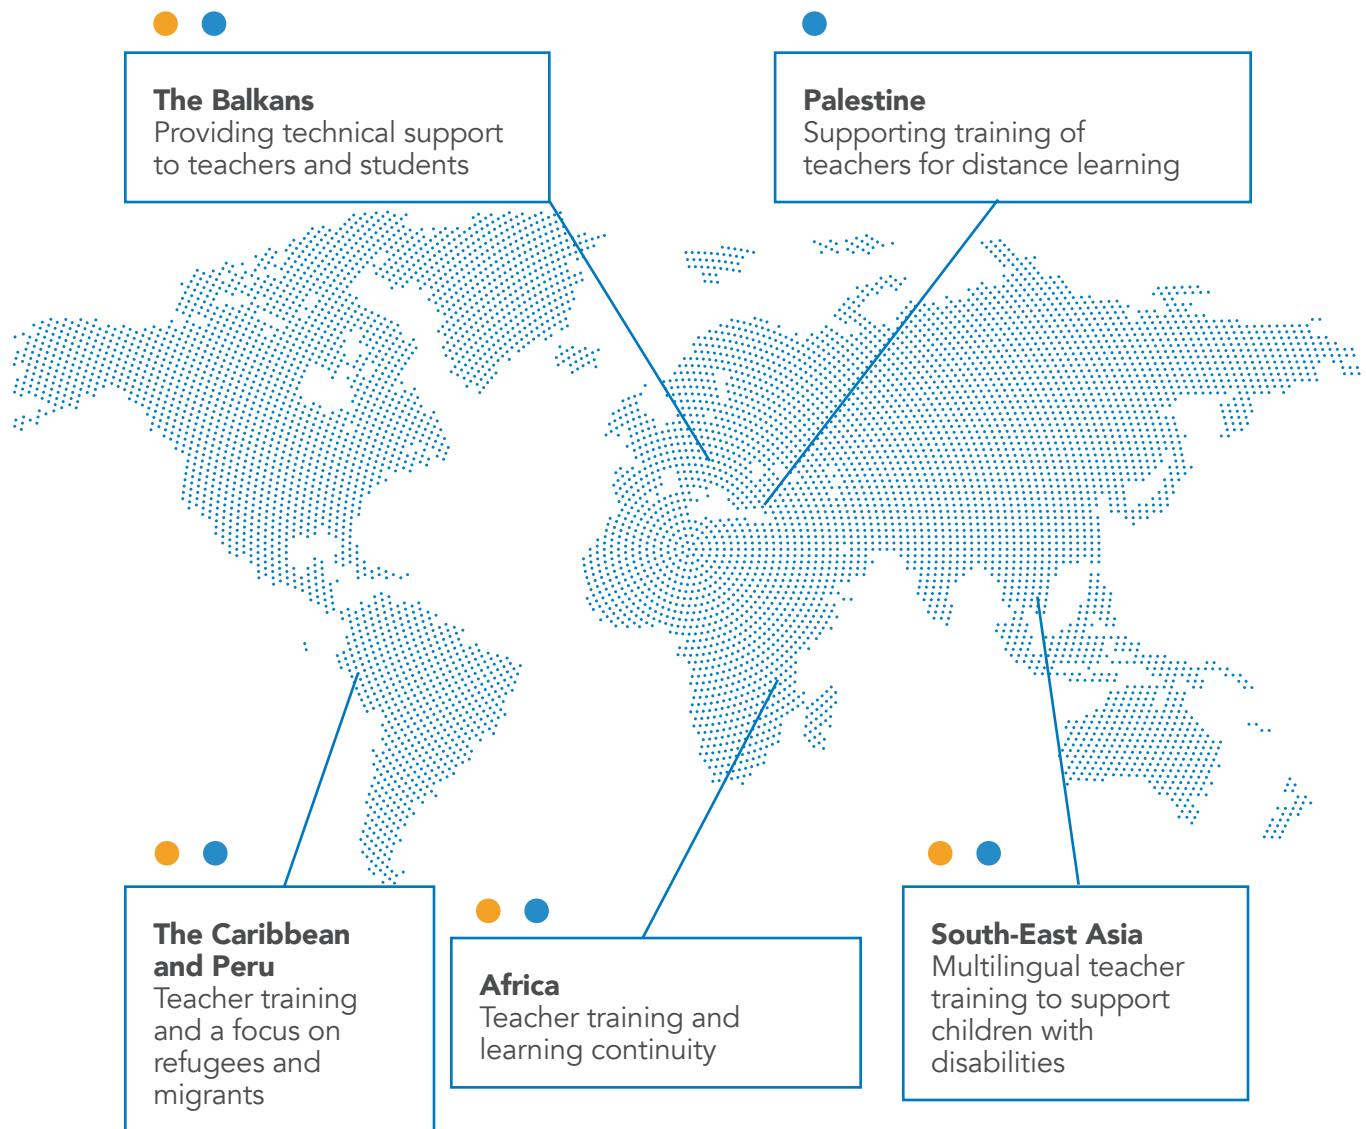 The Balkans
Providing technical support
to teachers and students
Palestine
Supporting training of
teachers for distance learning
The Caribbean
and Peru
Teacher training
and a focus on
refugees and
migrants
Africa
Teacher training and
learning continuity
South-East Asia
Multilingual teacher
training to support
children with
disabilities